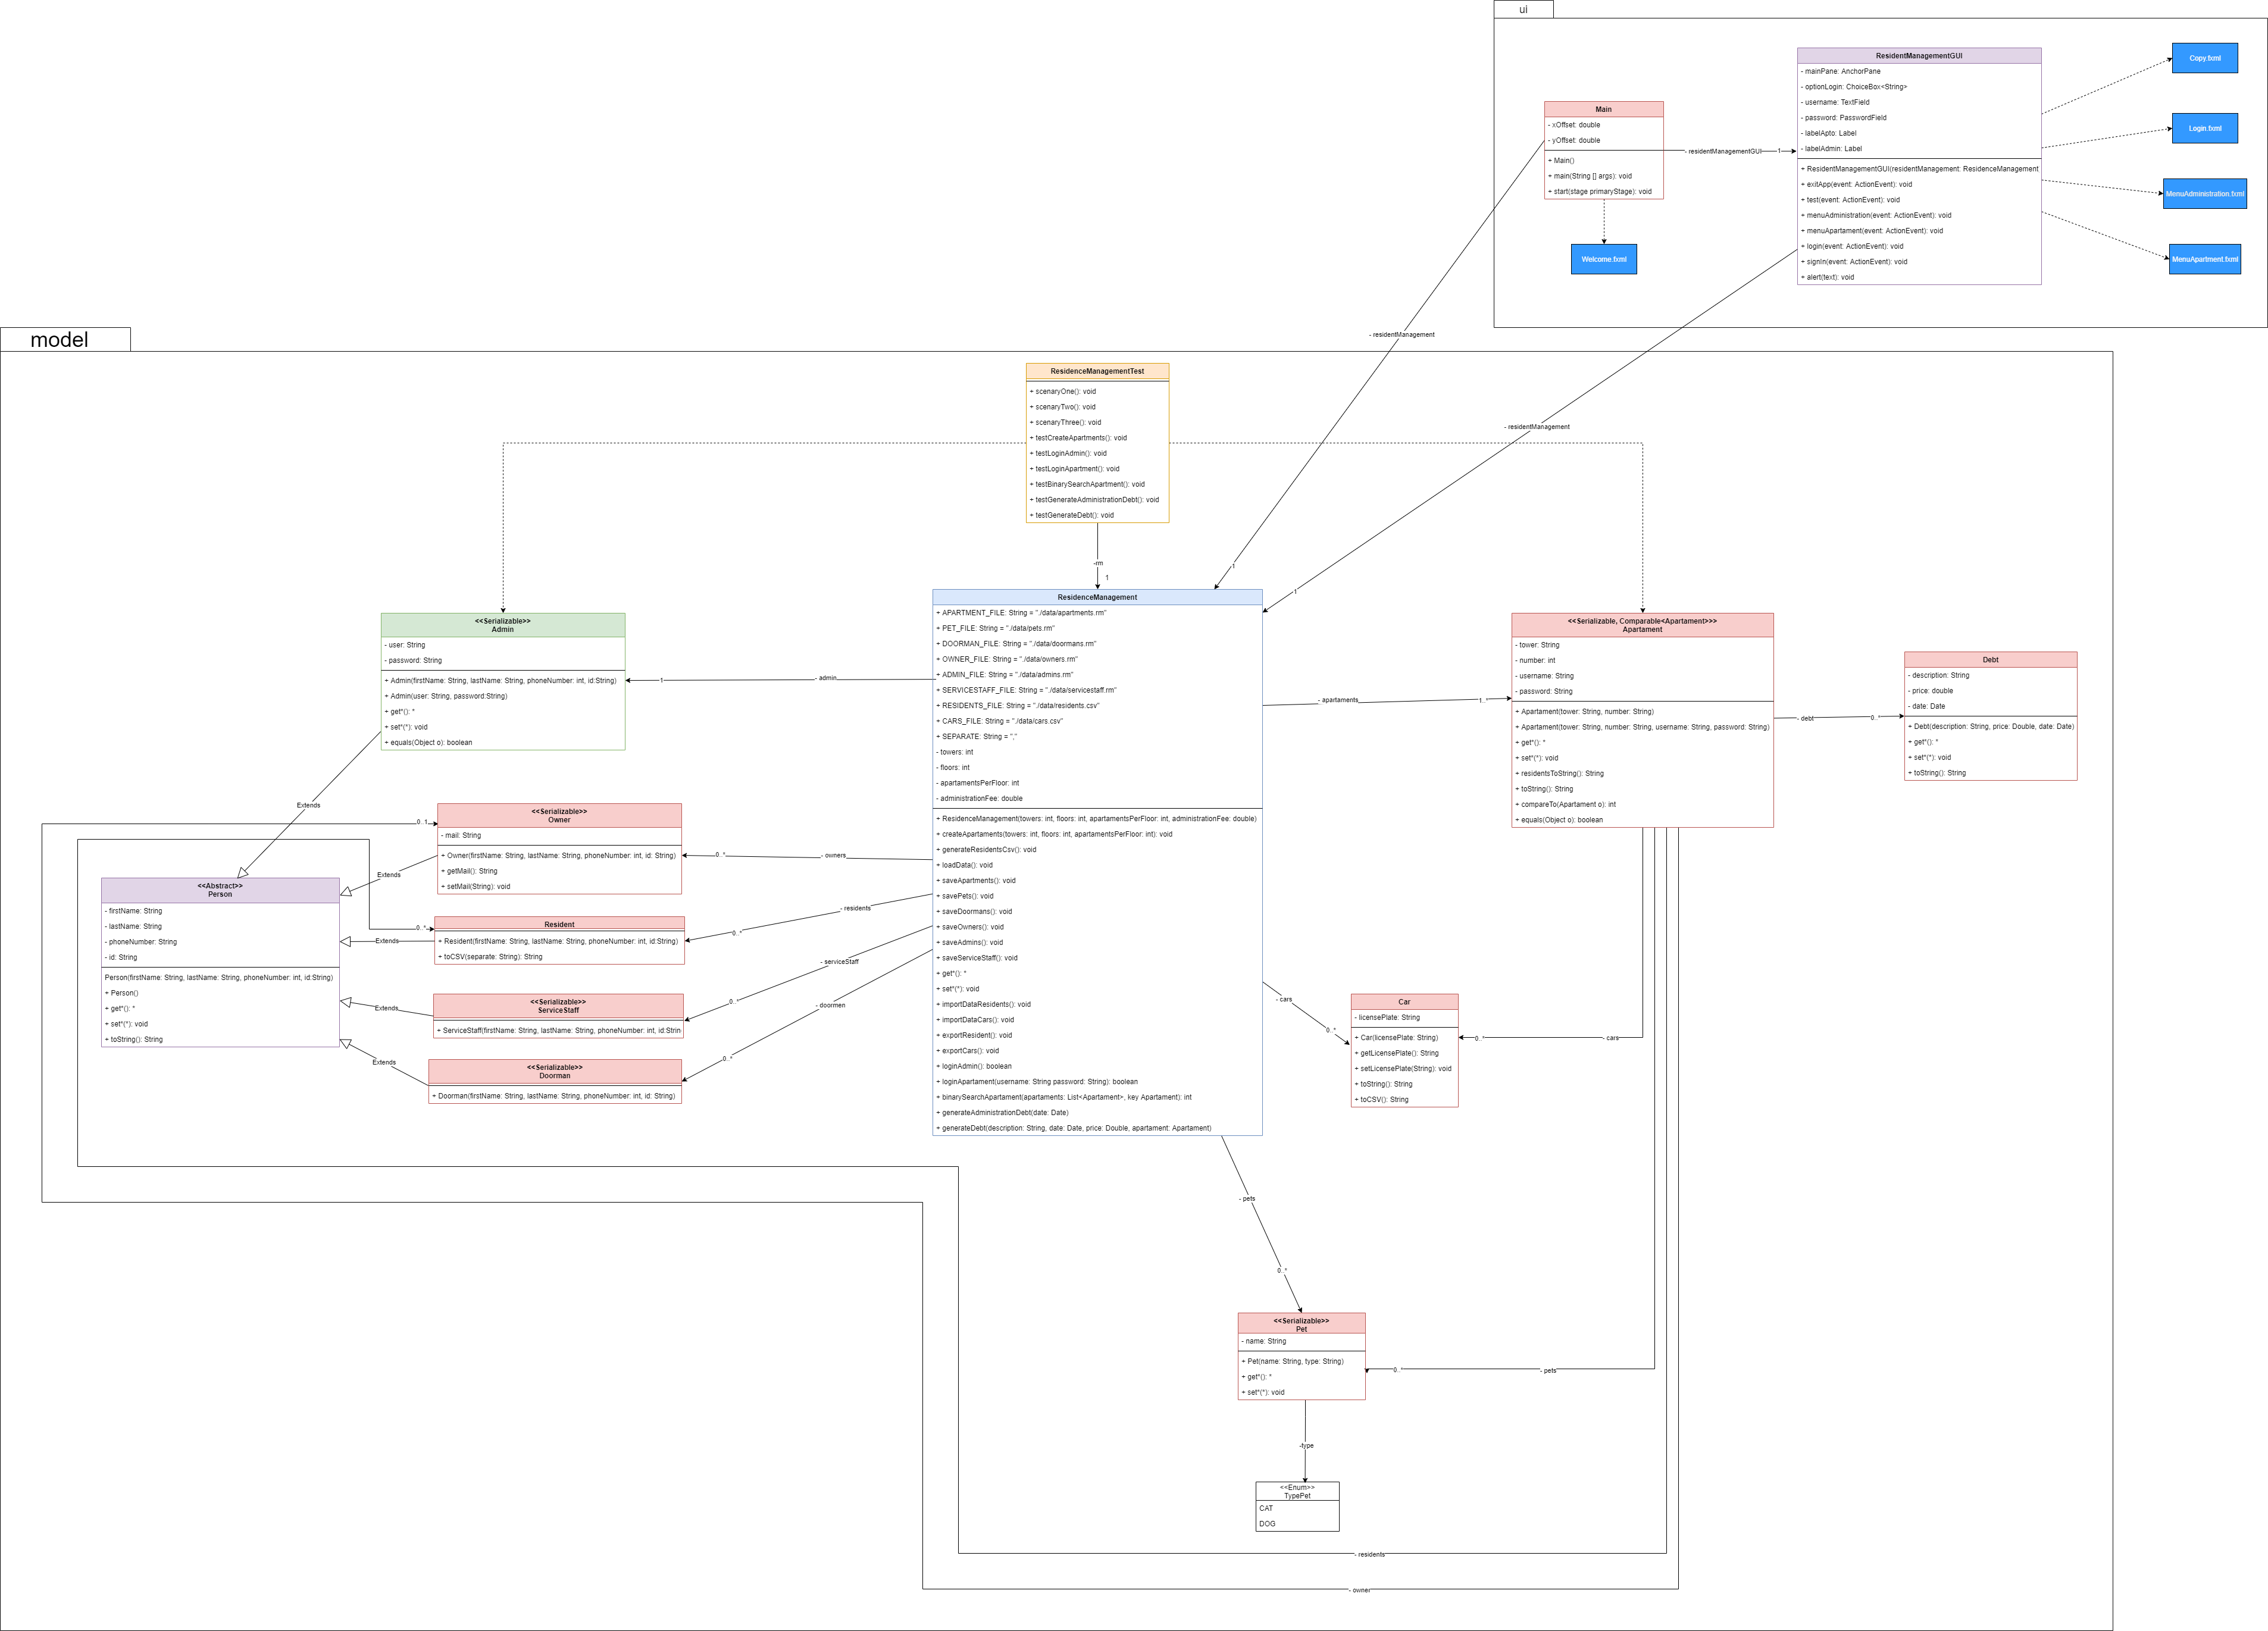 ui
ResidentManagementGUI
- mainPane: AnchorPane
- optionLogin: ChoiceBox<String>
- username: TextField
- password: PasswordField
- labelApto: Label
- labelAdmin: Label
+ ResidentManagementGUI(residentManagement: ResidenceManagement
+ exitApp(event: ActionEvent): void
+ test(event: ActionEvent): void
+ menuAdministration(event: ActionEvent): void
+ menuApartament(event: ActionEvent): void
+ login(event: ActionEvent): void
+ signIn(event: ActionEvent): void
+ alert(text): void
Copy.fxml
Login.fxml
MenuAdministration.fxml
MenuApartment.fxml
Main
- xOffset: double
- yOffset: double
+ Main()
+ main(String [] args): void
+ start(stage primaryStage): void
- residentManagementGUI
1
Welcome.fxml
- residentManagement
1
- residentManagement
1
model
ResidenceManagementTest
+ scenaryOne(): void
+ scenaryTwo(): void
+ scenaryThree(): void
+ testCreateApartments(): void
+ testLoginAdmin(): void
+ testLoginApartment(): void
+ testBinarySearchApartment(): void
+ testGenerateAdministrationDebt(): void
+ testGenerateDebt(): void
-rm
1
ResidenceManagement
+ APARTMENT_FILE: String = "./data/apartments.rm"
+ PET_FILE: String = "./data/pets.rm"
+ DOORMAN_FILE: String = "./data/doormans.rm"
+ OWNER_FILE: String = "./data/owners.rm"
+ ADMIN_FILE: String = "./data/admins.rm"
+ SERVICESTAFF_FILE: String = "./data/servicestaff.rm"
+ RESIDENTS_FILE: String = "./data/residents.csv"
+ CARS_FILE: String = "./data/cars.csv"
+ SEPARATE: String = ";"
- towers: int
- floors: int
- apartamentsPerFloor: int
- administrationFee: double
+ ResidenceManagement(towers: int, floors: int, apartamentsPerFloor: int, administrationFee: double)
+ createApartaments(towers: int, floors: int, apartamentsPerFloor: int): void
+ generateResidentsCsv(): void
+ loadData(): void
+ saveApartments(): void
+ savePets(): void
+ saveDoormans(): void
+ saveOwners(): void
+ saveAdmins(): void
+ saveServiceStaff(): void
+ get*(): *
+ set*(*): void
+ importDataResidents(): void
+ importDataCars(): void
+ exportResident(): void
+ exportCars(): void
+ loginAdmin(): boolean
+ loginApartament(username: String password: String): boolean
+ binarySearchApartament(apartaments: List<Apartament>, key Apartament): int
+ generateAdministrationDebt(date: Date)
+ generateDebt(description: String, date: Date, price: Double, apartament: Apartament)
<<Serializable>>
Admin
- user: String
- password: String
+ Admin(firstName: String, lastName: String, phoneNumber: int, id:String)
+ Admin(user: String, password:String)
+ get*(): *
+ set*(*): void
+ equals(Object o): boolean
1
- admin
Extends
<<Serializable>>
Owner
- mail: String
+ Owner(firstName: String, lastName: String, phoneNumber: int, id: String)
+ getMail(): String
+ setMail(String): void
0..1
0..*
- owners
Extends
<<Abstract>>
Person
- firstName: String
- lastName: String
- phoneNumber: String
- id: String
Person(firstName: String, lastName: String, phoneNumber: int, id:String)
+ Person()
+ get*(): *
+ set*(*): void
+ toString(): String
Resident
+ Resident(firstName: String, lastName: String, phoneNumber: int, id:String)
+ toCSV(separate: String): String
0..*
Extends
0..*
- residents
<<Serializable>>
ServiceStaff
+ ServiceStaff(firstName: String, lastName: String, phoneNumber: int, id:Strin
Extends
0..*
- serviceStaff
<<Serializable>>
Doorman
+ Doorman(firstName: String, lastName: String, phoneNumber: int, id: String)
Extends
0..*
- doormen
<<Serializable, Comparable<Apartament>>>
Apartament
- tower: String
- number: int
- username: String
- password: String
+ Apartament(tower: String, number: String)
+ Apartament(tower: String, number: String, username: String, password: String)
+ get*(): *
+ set*(*): void
+ residentsToString(): String
+ toString(): String
+ compareTo(Apartament o): int
+ equals(Object o): boolean
- apartaments
1..*
- debt
0..*
Debt
- description: String
- price: double
- date: Date
+ Debt(description: String, price: Double, date: Date)
+ get*(): *
+ set*(*): void
+ toString(): String
Car
- licensePlate: String
+ Car(licensePlate: String)
+ getLicensePlate(): String
+ setLicensePlate(String): void
+ toString(): String
+ toCSV(): String
- cars
0..*
0..*
- cars
- pets
0..*
<<Serializable>>
Pet
- name: String
+ Pet(name: String, type: String)
+ get*(): *
+ set*(*): void
0..*
- pets
-type
<<Enum>>
TypePet
CAT
DOG
- residents
- owner